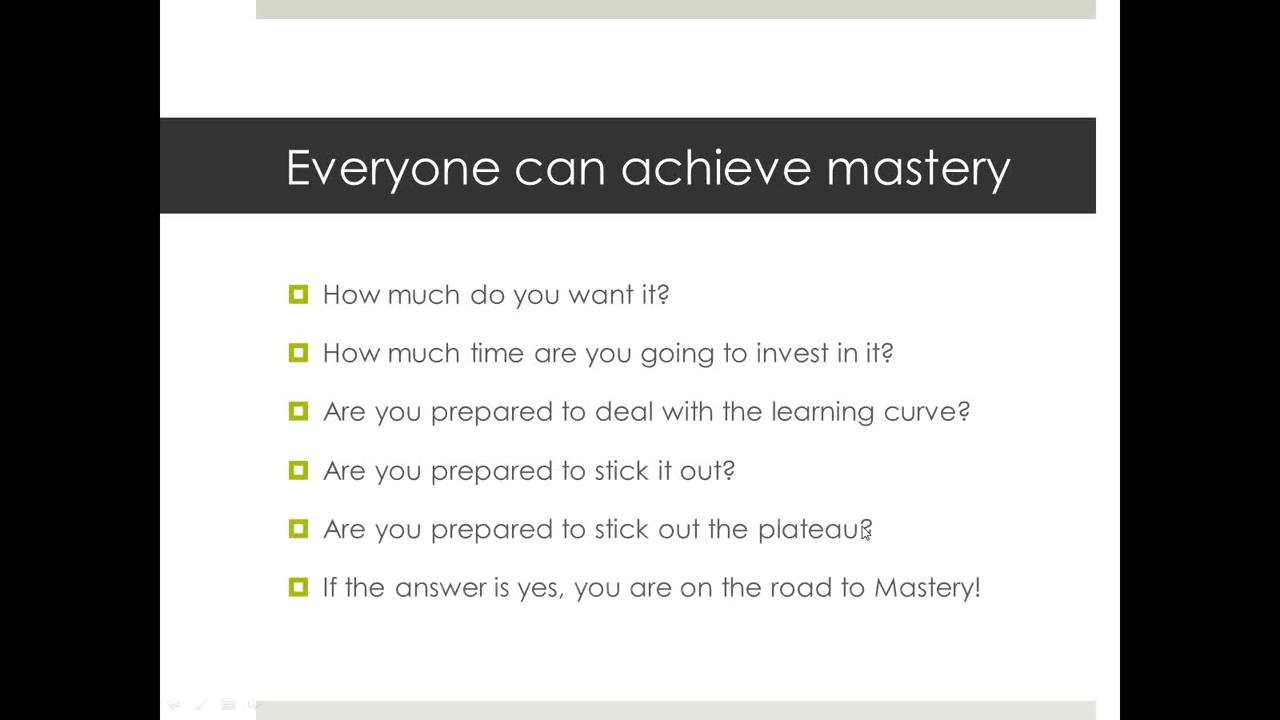 Everyone can achieve mastery
How much do you want it?
How much time are you going to invest in it?
Are you prepared to deal with the learning curve?
Are you prepared to stick it out?
Are you prepared to stick out the plateau?
If the answer is yes, you are on the road to Mastery!